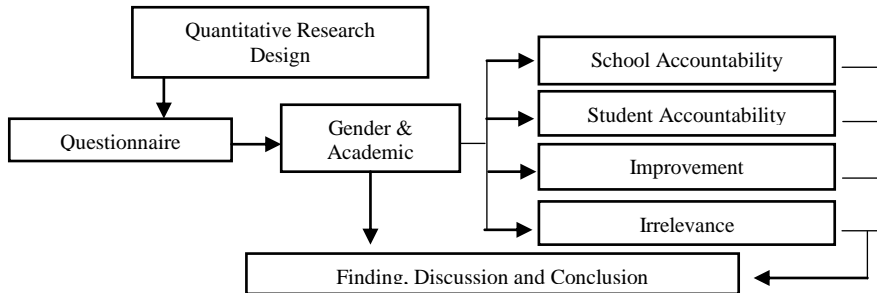 Quantitative Research
Design
School Accountability
Student Accountability
Questionnaire
Gender &
Academic
Improvement
Irrelevance
Finding, Discussion and Conclusion